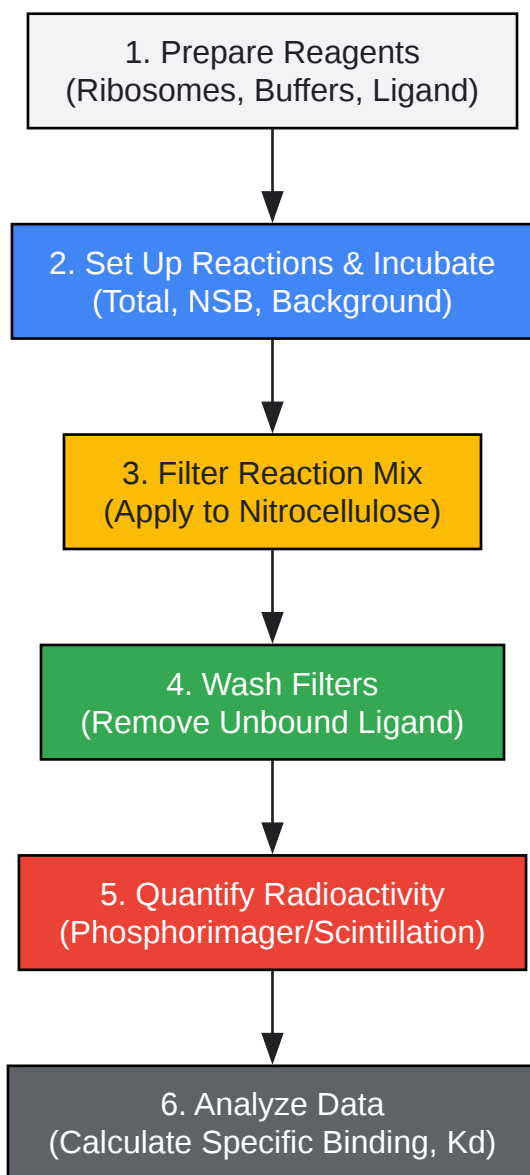 1. Prepare Reagents
(Ribosomes, Buffers, Ligand)
2. Set Up Reactions & Incubate
(Total, NSB, Background)
3. Filter Reaction Mix
(Apply to Nitrocellulose)
4. Wash Filters
(Remove Unbound Ligand)
5. Quantify Radioactivity
(Phosphorimager/Scintillation)
6. Analyze Data
(Calculate Specific Binding, Kd)